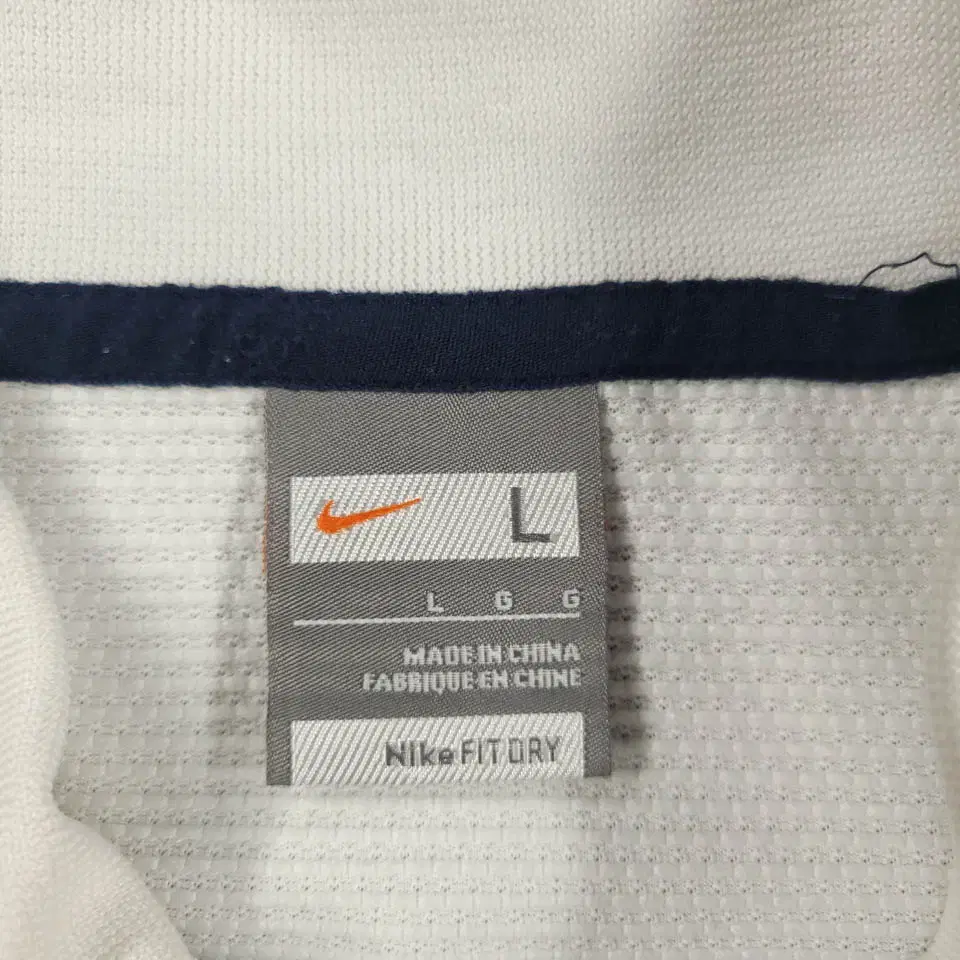 L
L G G
MADE IN CHINA
FABRIQUE EN CHINE
Nike FIT DRY